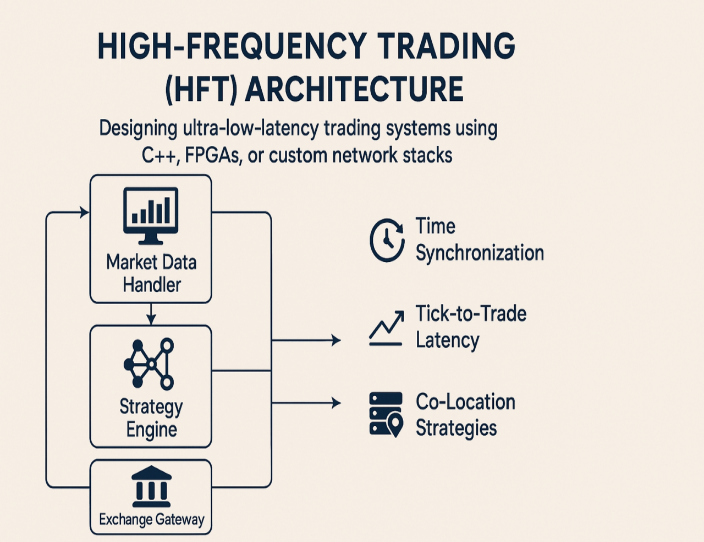 HIGH-FREQUENCY TRADING
(HFT) ARCHITECTURE
Designing ultra-low-latency trading systems using
C++, FPGAs, or custom network stacks
Market Data
Handler
Strategy
Engine
Exchange Gateway
Time
Synchronization
Tick-to-Trade
Latency
Co-Location
Strategies